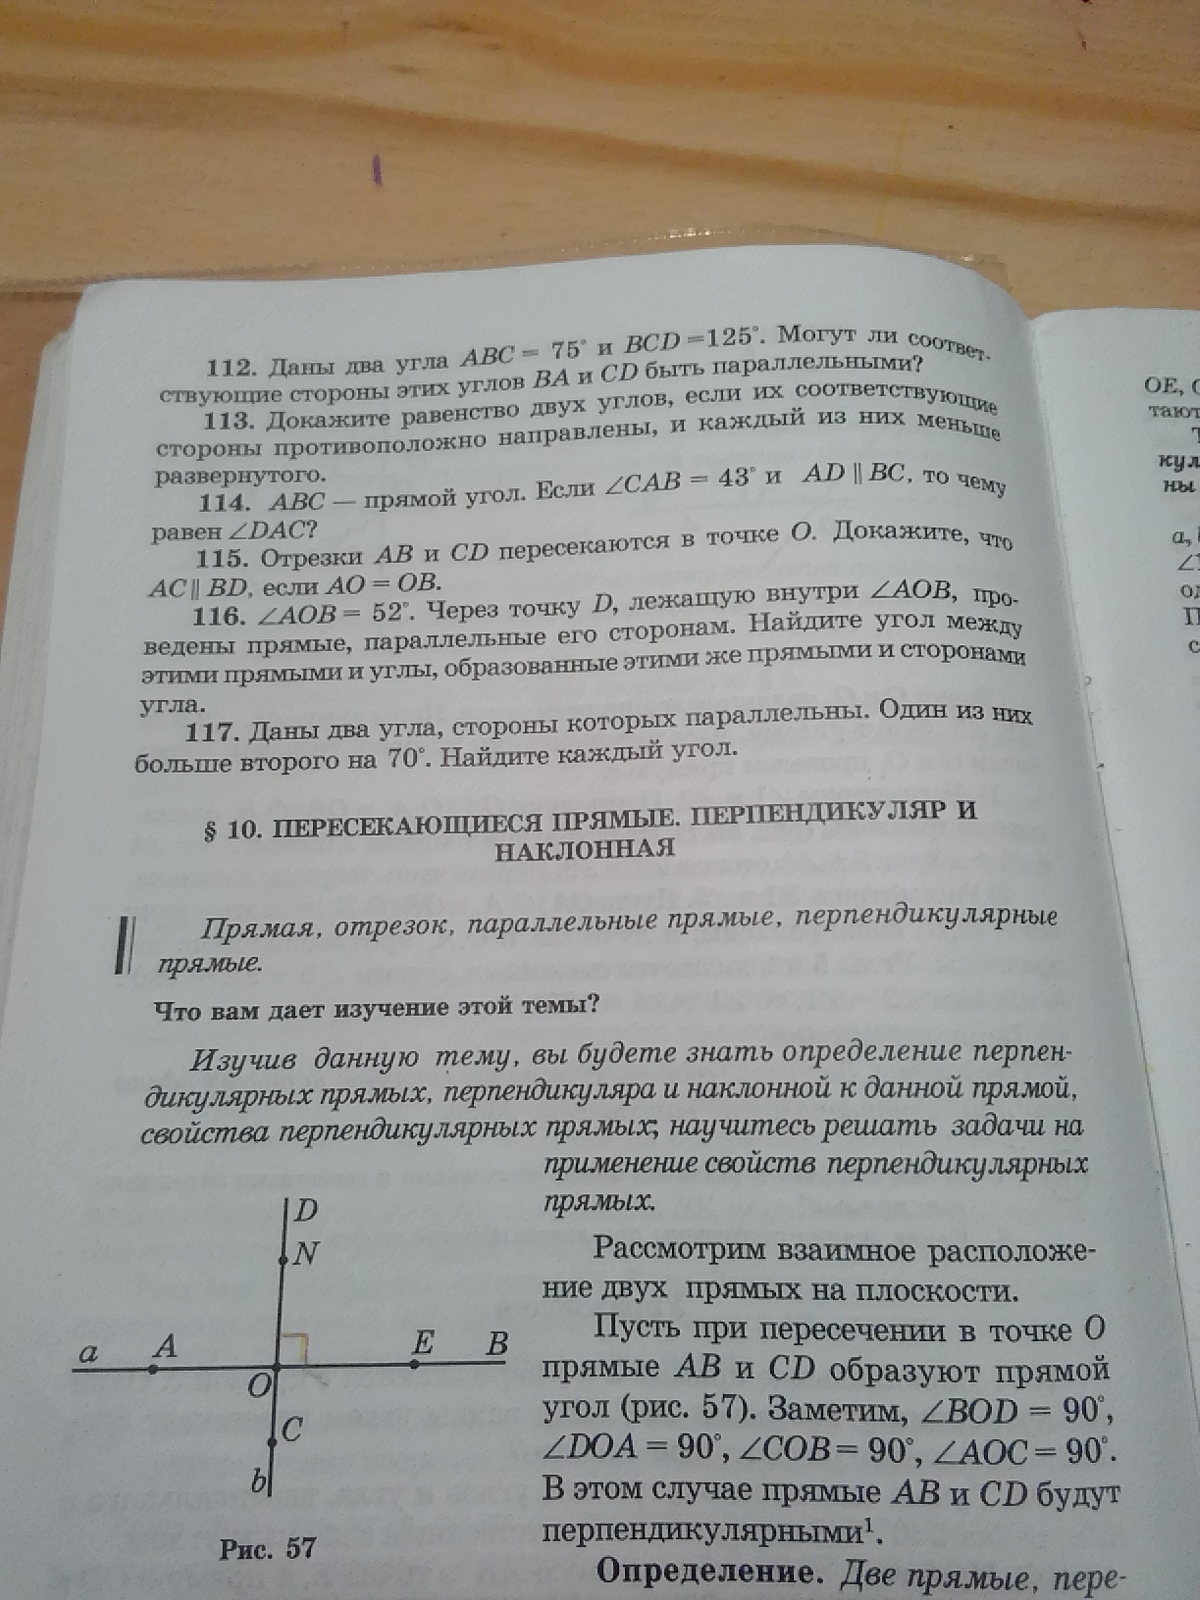 112. Даны два угла ABC = 75° и BCD =125°. Могут ли соответ-
ствующие стороны этих углов BA и CD быть параллельными?
113. Докажите равенство двух углов, если их соответствующие
стороны противоположно направлены, и каждый из них меньше
развернутого.
114. ABC — прямой угол. Если ∠CAB = 43° и AD || BC, то чему
равен ∠DAC?
115. Отрезки AB и CD пересекаются в точке O. Докажите, что
AC || BD, если AO = OB.
116. ∠AOB = 52°. Через точку D, лежащую внутри ∠AOB, про-
ведены прямые, параллельные его сторонам. Найдите угол между
этими прямыми и углы, образованные этими же прямыми и сторонами
угла.
117. Даны два угла, стороны которых параллельны. Один из них
больше второго на 70°. Найдите каждый угол.
§ 10. ПЕРЕСЕКАЮЩИЕСЯ ПРЯМЫЕ. ПЕРПЕНДИКУЛЯР И
НАКЛОННАЯ
Прямая, отрезок, параллельные прямые, перпендикулярные
прямые.
Что вам дает изучение этой темы?
Изучив данную тему, вы будете знать определение перпен-
дикулярных прямых, перпендикуляра и наклонной к данной прямой,
свойства перпендикулярных прямых; научитесь решать задачи на
применение свойств перпендикулярных
прямых.
Рассмотрим взаимное расположе-
ние двух прямых на плоскости.
Пусть при пересечении в точке O
прямые AB и CD образуют прямой
угол (рис. 57). Заметим, ∠BOD = 90°,
∠DOA = 90°, ∠COB = 90°, ∠AOC = 90°.
В этом случае прямые AB и CD будут
перпендикулярными¹.
Определение. Две прямые, пере-
D
N
a A E B
O
C
b
Рис. 57
OE,
тают
кул
ны
a,